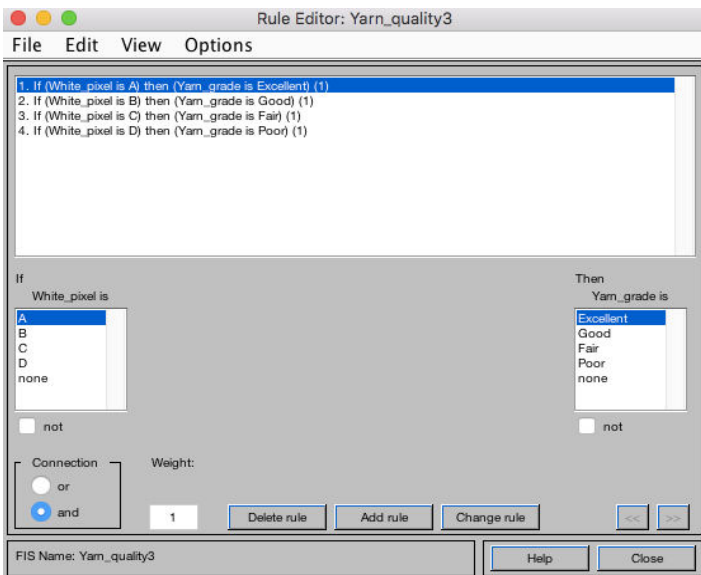 Rule Editor: Yarn_quality3
File Edit View Options
1. If (White_pixel is A) then (Yarn_grade is Excellent) (1)
2. If (White_pixel is B) then (Yarn_grade is Good) (1)
3. If (White_pixel is C) then (Yarn_grade is Fair) (1)
4. If (White_pixel is D) then (Yarn_grade is Poor) (1)
If
White_pixel is
A
B
C
D
none
not
Then
Yarn_grade is
Excellent
Good
Fair
Poor
none
not
Connection
or
and
Weight:
1
Delete rule
Add rule
Change rule
<<
>>
FIS Name: Yarn_quality3
Help
Close